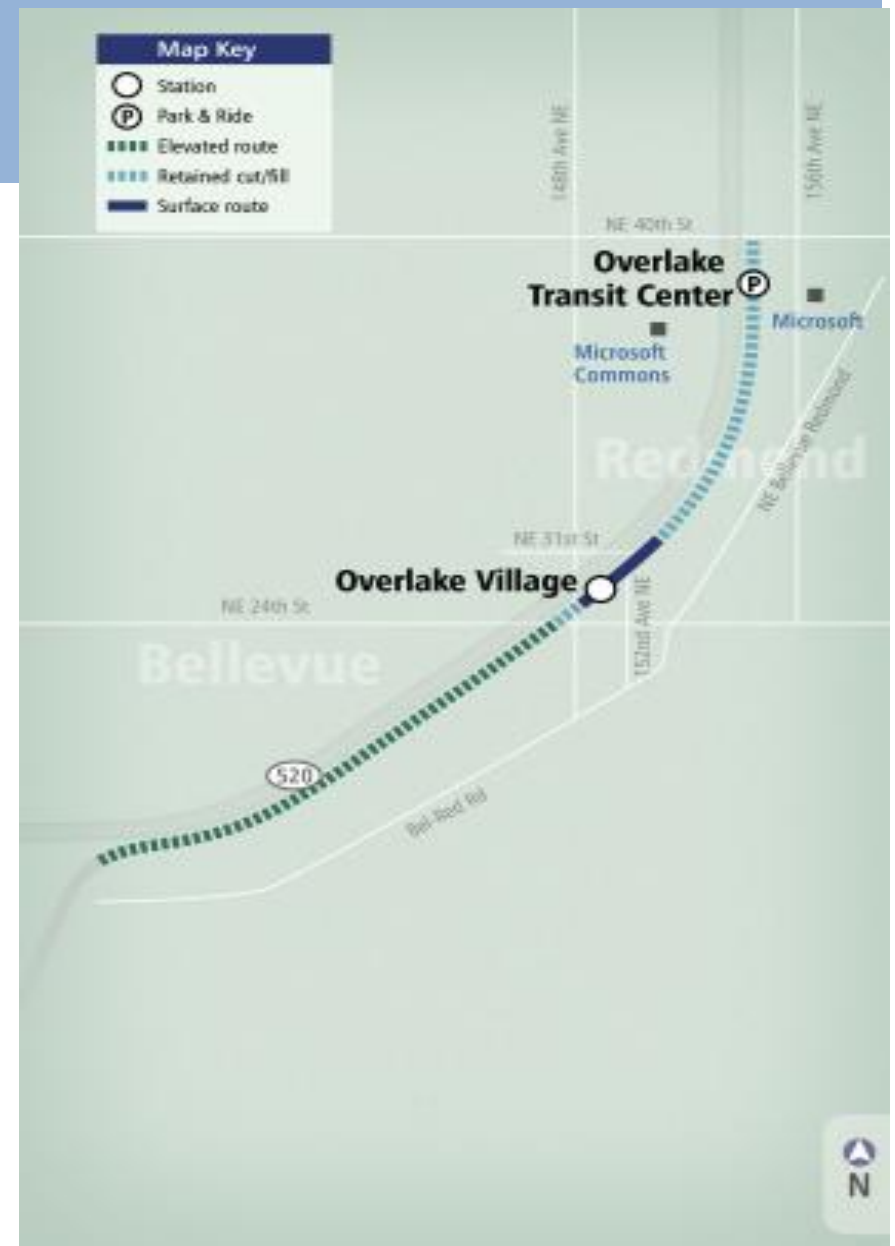 Map Key
Station
P Park & Ride
Elevated route
Retained cut/fill
Surface route
148th Ave NE
156th Ave NE
NE 40th St
Overlake
Transit Center
P
Microsoft
Microsoft
Commons
Redmond
NE Bellevue Redmond
NE 31st St
Overlake Village
NE 24th St
152nd Ave NE
Bellevue
520
Bel-Red Rd
N